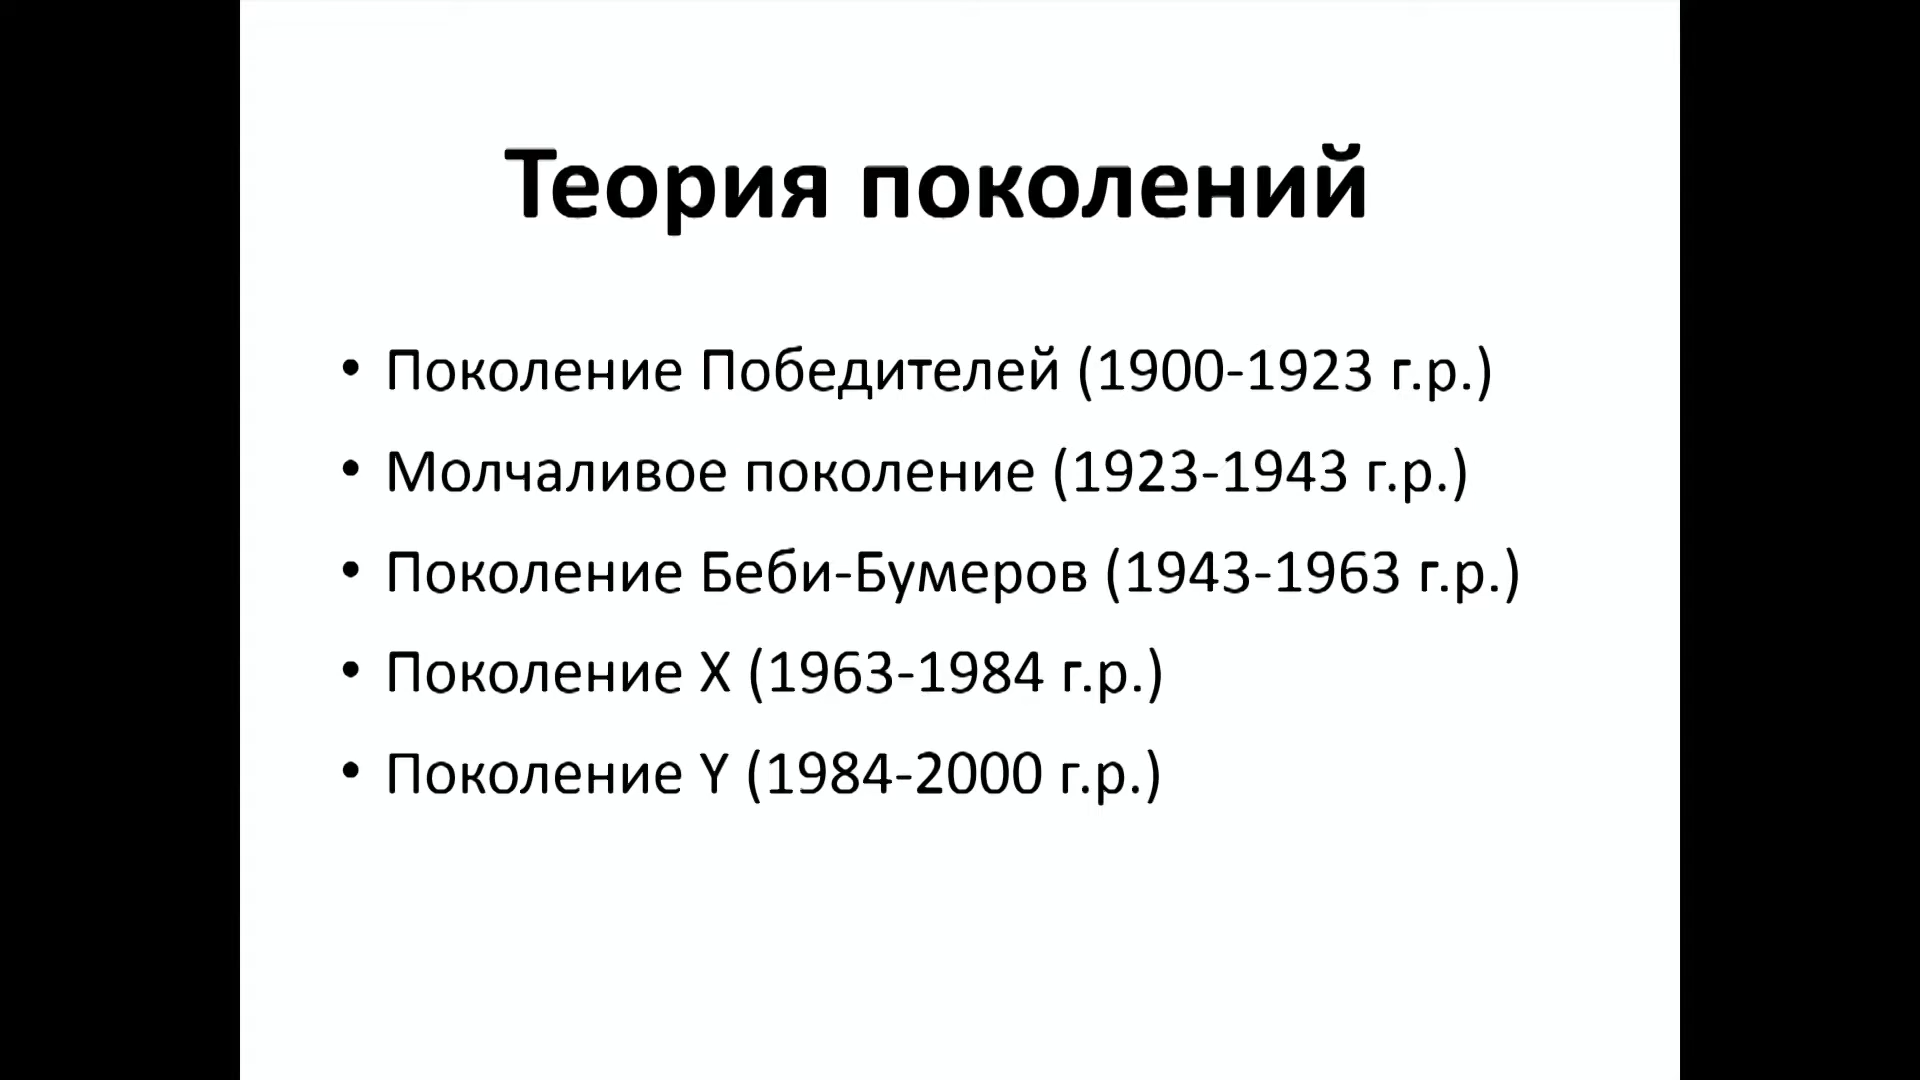 Теория поколений
• Поколение Победителей (1900-1923 г.р.)
• Молчаливое поколение (1923-1943 г.р.)
• Поколение Беби-Бумеров (1943-1963 г.р.)
• Поколение X (1963-1984 г.р.)
• Поколение Y (1984-2000 г.р.)